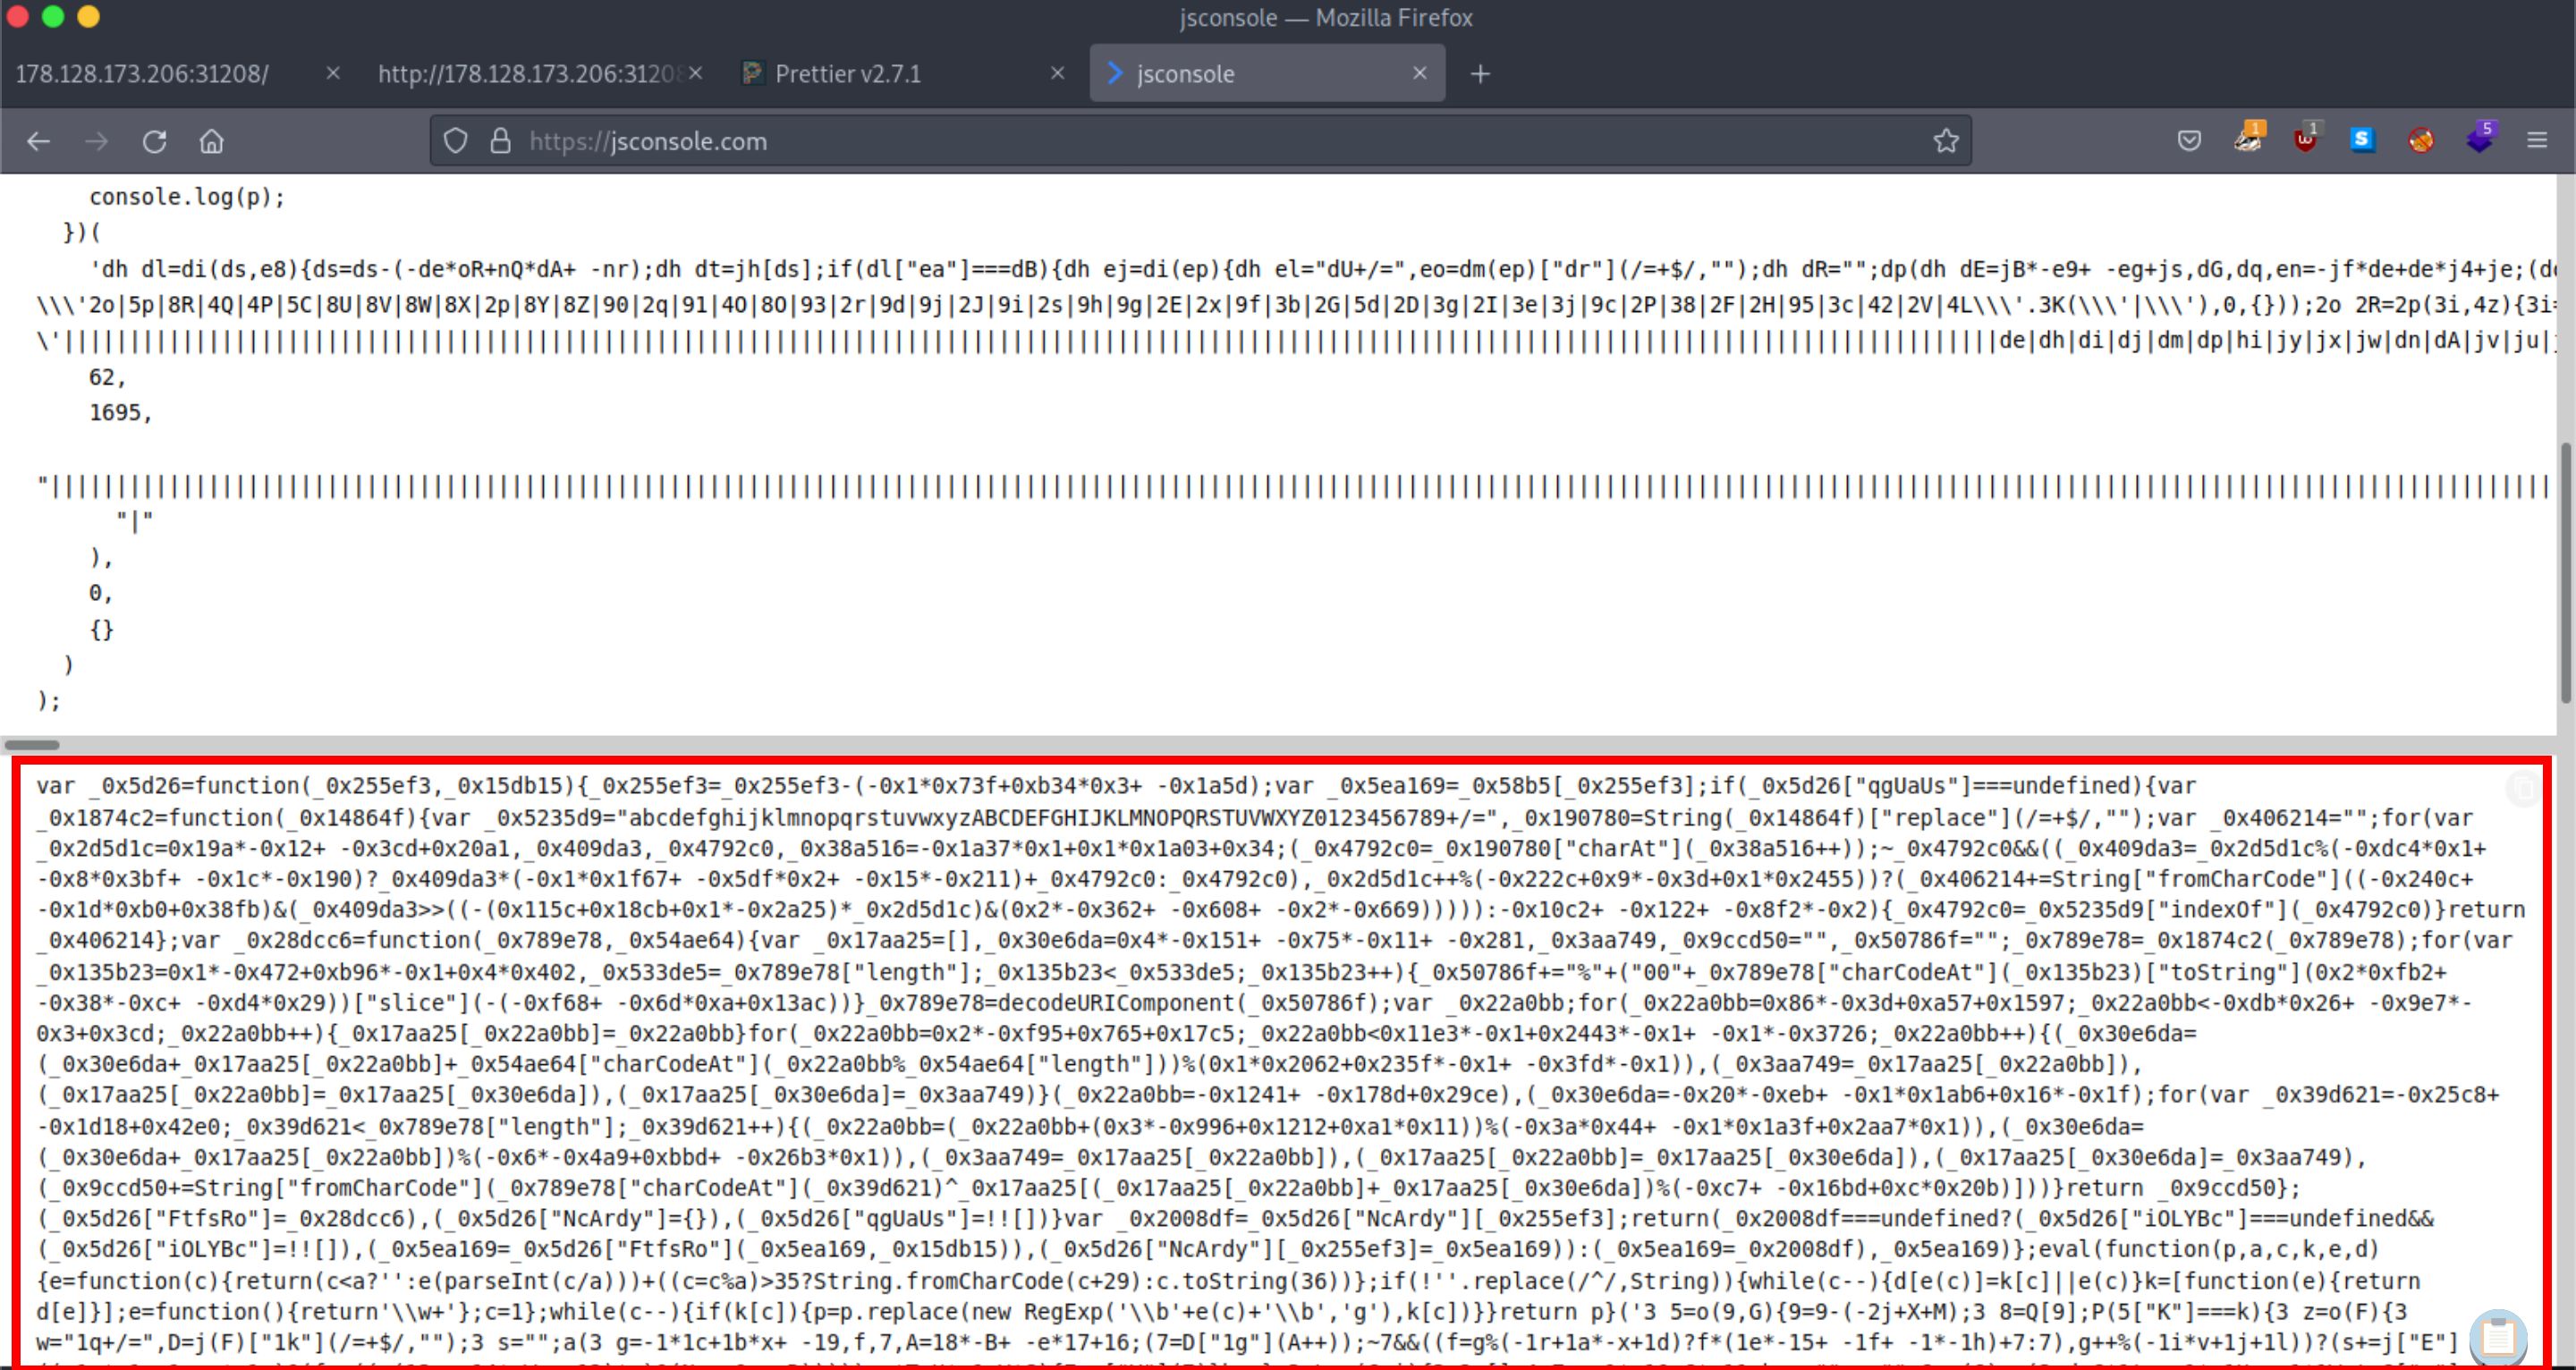 jsconsole — Mozilla Firefox
178.128.173.206:31208/ × http://178.128.173.206:31208 × Prettier v2.7.1 × jsconsole × +
https://jsconsole.com
1 1 S 5
console.log(p);
})(
'dh dl=di(ds,e8){ds=ds-(-de*oR+nQ*dA+ -nr);dh dt=jh[ds];if(dl["ea"]===dB){dh ej=di(ep){dh el="dU+/=",eo=dm(ep)["dr"](/=+$/,"");dh dR="";dp(dh dE=jB*-e9+ -eg+js,dG,dq,en=-jf*de+de*j4+je;(d
\\\'2o|5p|8R|4Q|4P|5C|8U|8V|8W|8X|2p|8Y|8Z|90|2q|91|4O|8O|93|2r|9d|9j|2J|9i|2s|9h|9g|2E|2x|9f|3b|2G|5d|2D|3g|2I|3e|3j|9c|2P|38|2F|2H|95|3c|42|2V|4L\\\'.3K(\\\'|\\\'),0,{}));2o 2R=2p(3i,4z){3i=
de|dh|di|dj|dm|dp|hi|jy|jx|jw|dn|dA|jv|ju|
62,
1695,
"|"
),
0,
{}
)
);
var _0x5d26=function(_0x255ef3,_0x15db15){_0x255ef3=_0x255ef3-(-0x1*0x73f+0xb34*0x3+ -0x1a5d);var _0x5ea169=_0x58b5[_0x255ef3];if(_0x5d26["qgUaUs"]===undefined){var
_0x1874c2=function(_0x14864f){var _0x5235d9="abcdefghijklmnopqrstuvwxyzABCDEFGHIJKLMNOPQRSTUVWXYZ0123456789+/=",_0x190780=String(_0x14864f)["replace"](/=+$/,"");var _0x406214="";for(var
_0x2d5d1c=0x19a*-0x12+ -0x3cd+0x20a1,_0x409da3,_0x4792c0,_0x38a516=-0x1a37*0x1+0x1*0x1a03+0x34;(_0x4792c0=_0x190780["charAt"](_0x38a516++));~_0x4792c0&&((_0x409da3=_0x2d5d1c%(-0xdc4*0x1+
-0x8*0x3bf+ -0x1c*-0x190)?_0x409da3*(-0x1*0x1f67+ -0x5df*0x2+ -0x15*-0x211)+_0x4792c0:_0x4792c0),_0x2d5d1c++%(-0x222c+0x9*-0x3d+0x1*0x2455))?(_0x406214+=String["fromCharCode"]((-0x240c+
-0x1d*0xb0+0x38fb)&(_0x409da3>>((-(0x115c+0x18cb+0x1*-0x2a25)*_0x2d5d1c)&(0x2*-0x362+ -0x608+ -0x2*-0x669))))):-0x10c2+ -0x122+ -0x8f2*-0x2){_0x4792c0=_0x5235d9["indexOf"](_0x4792c0)}return
_0x406214};var _0x28dcc6=function(_0x789e78,_0x54ae64){var _0x17aa25=[],_0x30e6da=0x4*-0x151+ -0x75*-0x11+ -0x281,_0x3aa749,_0x9ccd50="",_0x50786f="";_0x789e78=_0x1874c2(_0x789e78);for(var
_0x135b23=0x1*-0x472+0xb96*-0x1+0x4*0x402,_0x533de5=_0x789e78["length"];_0x135b23<_0x533de5;_0x135b23++){_0x50786f+="%"+("00"+_0x789e78["charCodeAt"](_0x135b23)["toString"](0x2*0xfb2+
-0x38*-0xc+ -0xd4*0x29))["slice"](-(-0xf68+ -0x6d*0xa+0x13ac))}_0x789e78=decodeURIComponent(_0x50786f);var _0x22a0bb;for(_0x22a0bb=0x86*-0x3d+0xa57+0x1597;_0x22a0bb<-0xdb*0x26+ -0x9e7*-
0x3+0x3cd;_0x22a0bb++){_0x17aa25[_0x22a0bb]=_0x22a0bb}for(_0x22a0bb=0x2*-0xf95+0x765+0x17c5;_0x22a0bb<0x11e3*-0x1+0x2443*-0x1+ -0x1*-0x3726;_0x22a0bb++){(_0x30e6da=
(_0x30e6da+_0x17aa25[_0x22a0bb]+_0x54ae64["charCodeAt"](_0x22a0bb%_0x54ae64["length"]))%(0x1*0x2062+0x235f*-0x1+ -0x3fd*-0x1)),(_0x3aa749=_0x17aa25[_0x22a0bb]),
(_0x17aa25[_0x22a0bb]=_0x17aa25[_0x30e6da]),(_0x17aa25[_0x30e6da]=_0x3aa749)}(_0x22a0bb=-0x1241+ -0x178d+0x29ce),(_0x30e6da=-0x20*-0xeb+ -0x1*0x1ab6+0x16*-0x1f);for(var _0x39d621=-0x25c8+
-0x1d18+0x42e0;_0x39d621<_0x789e78["length"];_0x39d621++){(_0x22a0bb=(_0x22a0bb+(0x3*-0x996+0x1212+0xa1*0x11))%(-0x3a*0x44+ -0x1*0x1a3f+0x2aa7*0x1)),(_0x30e6da=
(_0x30e6da+_0x17aa25[_0x22a0bb])%(-0x6*-0x4a9+0xbbd+ -0x26b3*0x1)),(_0x3aa749=_0x17aa25[_0x22a0bb]),(_0x17aa25[_0x22a0bb]=_0x17aa25[_0x30e6da]),(_0x17aa25[_0x30e6da]=_0x3aa749),
(_0x9ccd50+=String["fromCharCode"](_0x789e78["charCodeAt"](_0x39d621)^_0x17aa25[(_0x17aa25[_0x22a0bb]+_0x17aa25[_0x30e6da])%(-0xc7+ -0x16bd+0xc*0x20b)]))}return _0x9ccd50};
(_0x5d26["FtfsRo"]=_0x28dcc6),(_0x5d26["NcArdy"]={}),(_0x5d26["qgUaUs"]=!![])}var _0x2008df=_0x5d26["NcArdy"][_0x255ef3];return(_0x2008df===undefined?(_0x5d26["iOLYBc"]===undefined&&
(_0x5d26["iOLYBc"]=!![]),(_0x5ea169=_0x5d26["FtfsRo"](_0x5ea169,_0x15db15)),(_0x5d26["NcArdy"][_0x255ef3]=_0x5ea169)):(_0x5ea169=_0x2008df),_0x5ea169)};eval(function(p,a,c,k,e,d)
{e=function(c){return(c<a?'':e(parseInt(c/a)))+((c=c%a)>35?String.fromCharCode(c+29):c.toString(36))};if(!''.replace(/^/,String)){while(c--){d[e(c)]=k[c]||e(c)}k=[function(e){return
d[e]}];e=function(){return'\\w+'};c=1};while(c--){if(k[c]){p=p.replace(new RegExp('\\b'+e(c)+'\\b','g'),k[c])}}return p}('3 5=o(9,G){9=9-(-2j+X+M);3 8=Q[9];P(5["K"]===k){3 z=o(F){3
w="1q+/=",D=j(F)["1k"](/=+$/,"");3 s="";a(3 g=-1*1c+1b*x+ -19,f,7,A=18*-B+ -e*17+16;(7=D["1g"](A++));~7&&((f=g%(-1r+1a*-x+1d)?f*(1e*-15+ -1f+ -1*-1h)+7:7),g++%(-1i*v+1j+1l))?(s+=j["E"]